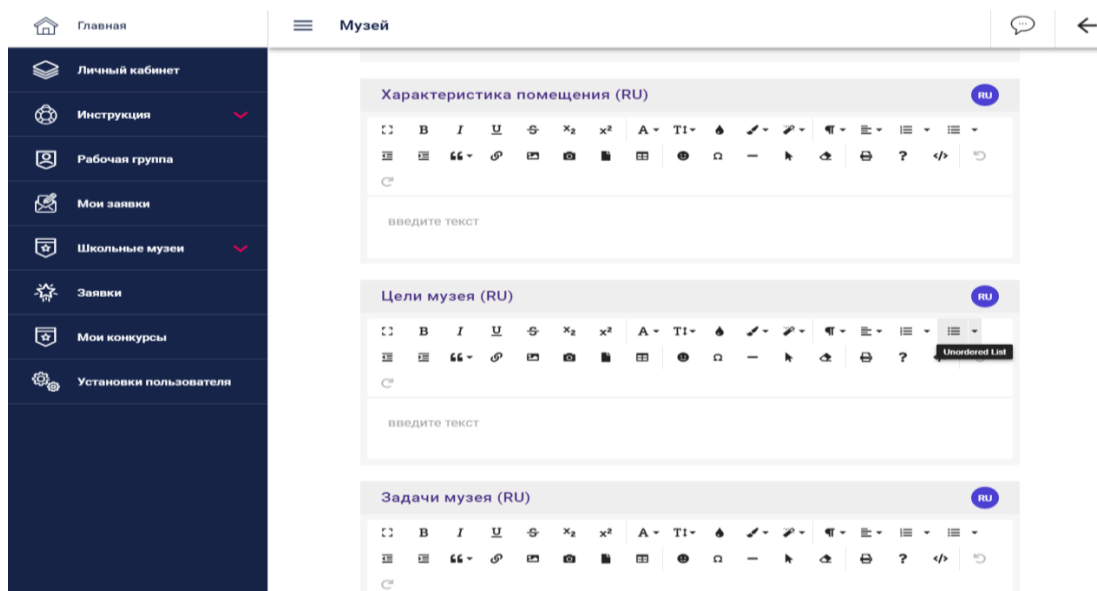 Главная
Музей
Личный кабинет
Инструкция
Рабочая группа
Мои заявки
Школьные музеи
Заявки
Мои конкурсы
Установки пользователя
Характеристика помещения (RU)
RU
введите текст
Цели музея (RU)
RU
Unordered List
введите текст
Задачи музея (RU)
RU